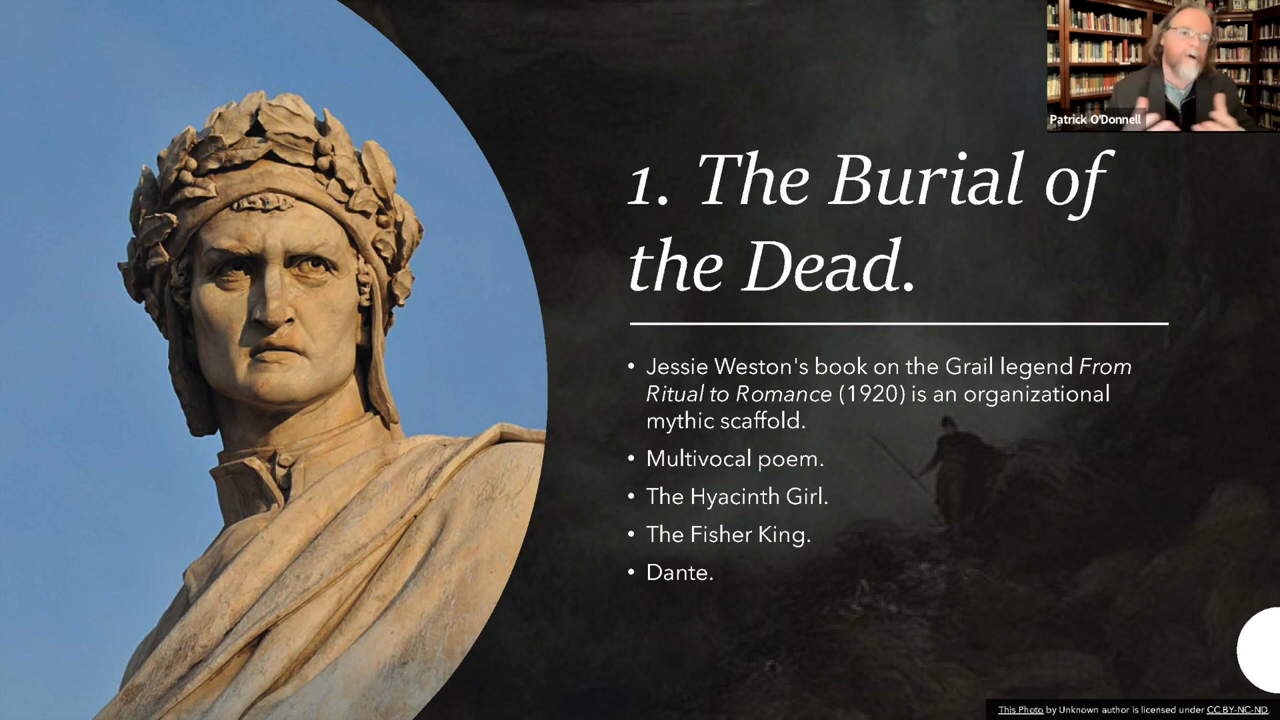 Patrick O'Donnell
1. The Burial of
the Dead.
• Jessie Weston's book on the Grail legend From
Ritual to Romance (1920) is an organizational
mythic scaffold.
• Multivocal poem.
• The Hyacinth Girl.
• The Fisher King.
• Dante.
This Photo by Unknown author is licensed under CC BY-NC-ND.